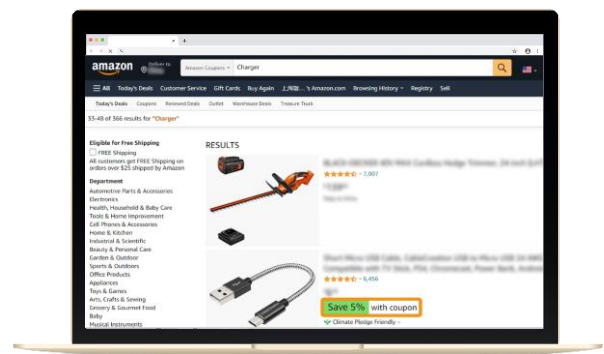 amazon
Deliver to
Amazon Coupons
Charger
All Today's Deals Customer Service Gift Cards Buy Again 's Amazon.com Browsing History Registry Sell
Today's Deals Coupons Renewed Deals Outlet Warehouse Deals Treasure Truck
33-48 of 366 results for "Charger"
Eligible for Free Shipping
FREE Shipping
All customers get FREE Shipping on
orders over $25 shipped by Amazon
Department
Automotive Parts & Accessories
Electronics
Health, Household & Baby Care
Tools & Home Improvement
Cell Phones & Accessories
Home & Kitchen
Industrial & Scientific
Beauty & Personal Care
Garden & Outdoor
Sports & Outdoors
Office Products
Appliances
Toys & Games
Arts, Crafts & Sewing
Grocery & Gourmet Food
Baby
Musical Instruments
RESULTS
2,007
6,456
Save 5% with coupon
Climate Pledge Friendly